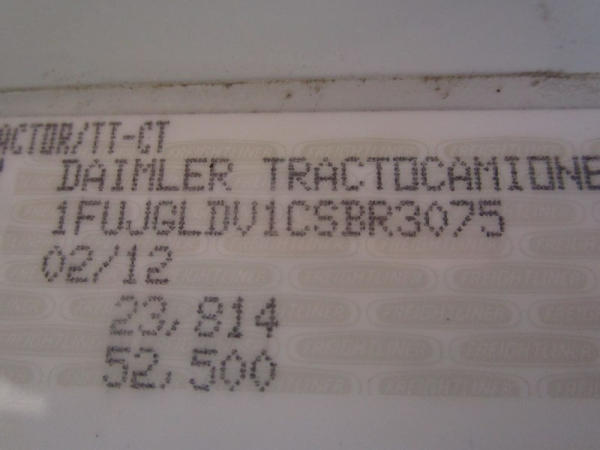 ACTOR/TT-CT
DAIMLER TRACTOCAMIONE
1FUJGLDV1CSBR3075
02/12
23,814
52,500